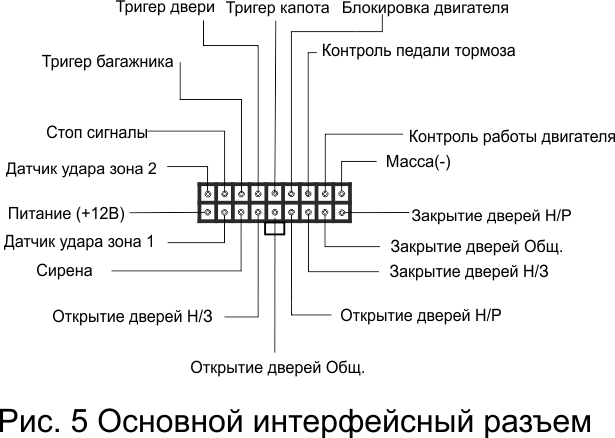 Тригер двери Тригер капота Блокировка двигателя
Контроль педали тормоза
Тригер багажника
Стоп сигналы
Контроль работы двигателя
Датчик удара зона 2
Масса(-)
Питание (+12В)
Закрытие дверей Н/Р
Датчик удара зона 1
Закрытие дверей Общ.
Сирена
Закрытие дверей Н/З
Открытие дверей Н/З
Открытие дверей Н/Р
Открытие дверей Общ.
Рис. 5 Основной интерфейсный разъем